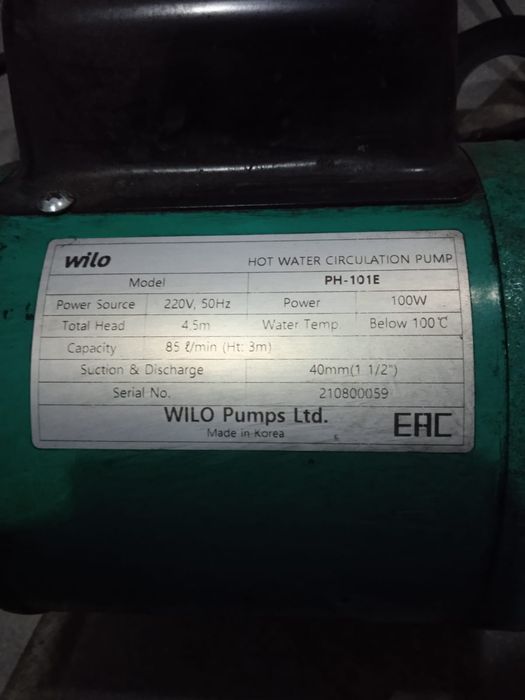 wilo HOT WATER CIRCULATION PUMP
Model PH-101E
Power Source 220V, 50Hz Power 100W
Total Head 4.5m Water Temp Below 100℃
Capacity 85 ℓ/min (Ht: 3m)
Suction & Discharge 40mm(1 1/2")
Serial No. 210800059
WILO Pumps Ltd.
Made in Korea
EAC